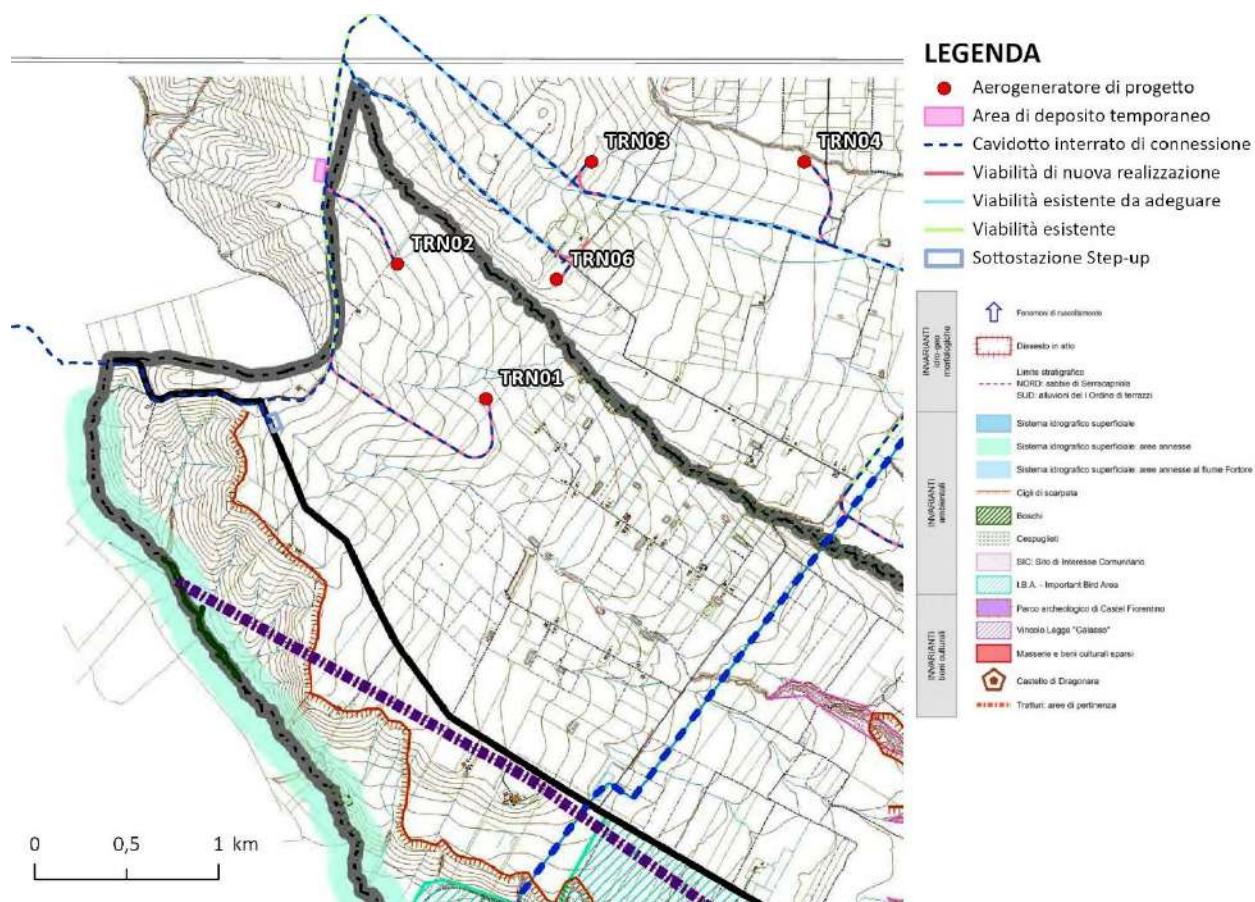 TRN03
TRN04
TRN02
TRN06
TRN01
0 0,5 1 km
LEGENDA
Aerogeneratore di progetto
Area di deposito temporaneo
Cavidotto interrato di connessione
Viabilità di nuova realizzazione
Viabilità esistente da adeguare
Viabilità esistente
Sottostazione Step-up
INVARIANTI
idro-geo
morfologiche
Fenomeni di ruscellamento
Dissesto in atto
Limite stratigrafico
NORD: sabbie di Serracapriola
SUD: alluvioni del I Ordine di terrazzi
INVARIANTI
ambientali
Sistema idrografico superficiale
Sistema idrografico superficiale: aree annesse
Sistema idrografico superficiale: aree annesse al fiume Fortore
Cigli di scarpata
Boschi
Cespuglieti
SIC: Sito di Interesse Comunitario
I.B.A. - Important Bird Area
INVARIANTI
beni culturali
Parco archeologico di Castel Fiorentino
Vincolo Legge "Galasso"
Masserie e beni culturali sparsi
Castello di Dragonara
Tratturi: aree di pertinenza